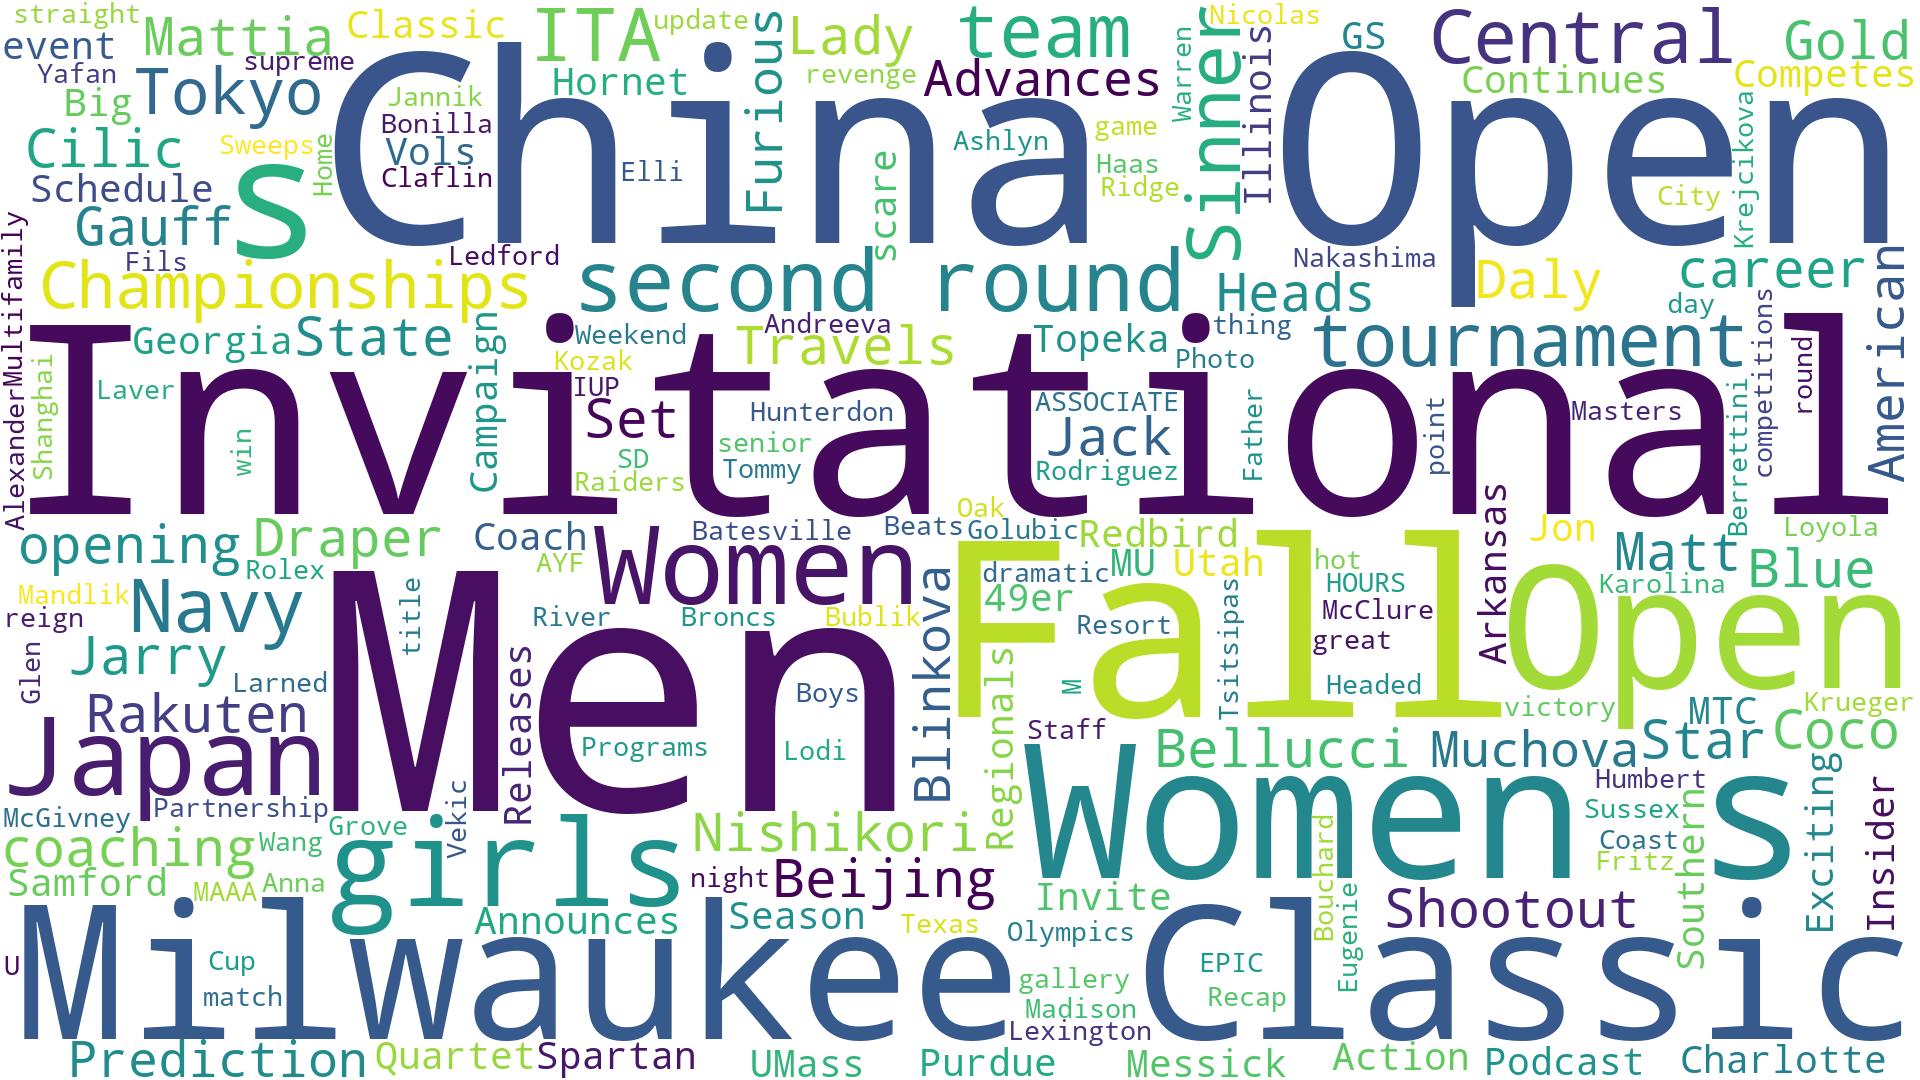 straight
Classic
ITA
update
Furious
Lady
team
Warren
Nicolas
GS
Central
Gold
event
Mattia
supreme
China
Hornet
revenge
Advances
Sinner
Illinois
Open
Continues
Competes
Yafan
Big
Tokyo
Jannik
Bonilla
Vols
Claflin
Elli
Ashlyn
game
Haas
Ridge
Krejcikova
City
Cilic
Sweeps
Home
s
scare
Schedule
Gauff
Fils
Ledford
Nakashima
AlexanderMultifamily
Championships
second round
Heads
Daly
career
day
American
Invitational
Georgia
State
Campaign
Weekend
Kozak
IUP
Travels
Andreeva
Topeka
Photo
thing
tournament
competitions
round
Shanghai
Laver
win
Set
Hunterdon
senior
SD
Tommy
Raiders
ASSOCIATE
Jack
Rodriguez
Father
point
Masters
Berrettini
opening
Draper
Rolex
Coach
AYF
Women
Batesville
Beats
Oak
Golubic
Redbird
Arkansas
Jon
Matt
Loyola
Mandlik
reign
Navy
title
Men
River
Broncs
Bublik
Blinkova
Fall
dramatic
MU
Utah
49er
Resort
Tsitsipas
hot
HOURS
McClure
great
Open
Karolina
Blue
Glen
Jarry
Larned
Releases
Boys
Regionals
M
Headed
victory
Krueger
Rakuten
Japan
Programs
Lodi
Staff
Bellucci
Muchova
Star
MTC
Coco
McGivney
Partnership
Vekic
Women s
Humbert
Sussex
Coast
Fritz
Southern
Exciting
Insider
coaching
Wang
Grove
girls
Nishikori
Samford
MAAA
Anna
night
Beijing
Invite
Bouchard
Eugenie
Shootout
Announces
Season
Texas
Olympics
Milwaukee
Classic
U
Cup
match
gallery
Madison
Lexington
EPIC
Recap
Prediction
Quartet
Spartan
UMass
Purdue
Messick
Action
Podcast
Charlotte